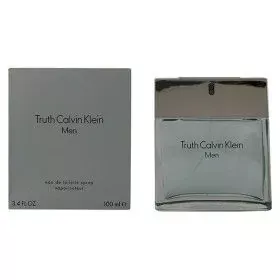 Truth Calvin Klein
Men
eau de toilette spray
vaporisateur
3.4 FL.OZ
100 ml e
Truth Calvin Klein
Men